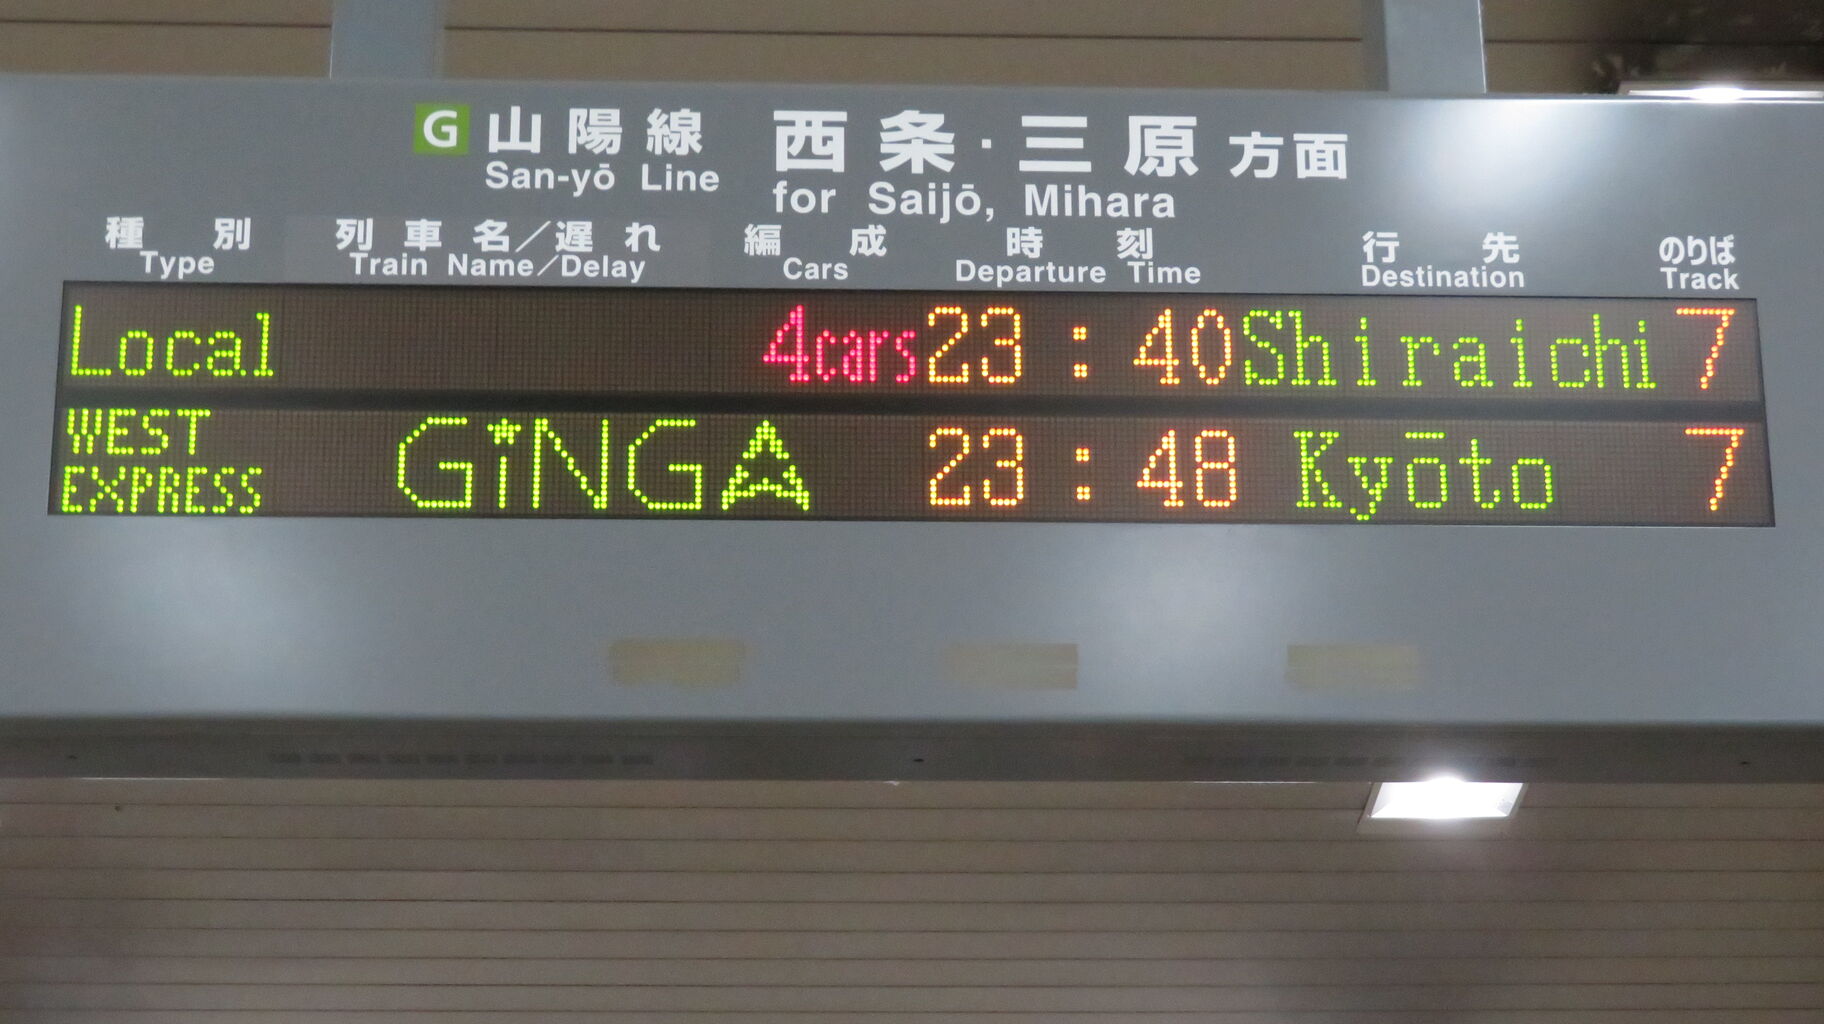 G 山陽線 西条・三原方面
San-yō Line for Saijō, Mihara
種別 列車名／遅れ 編成 時刻 行先 のりば
Type Train Name／Delay Cars Departure Time Destination Track
Local 4cars 23:40 Shiraichi 7
WEST EXPRESS GiNGA 23:48 Kyōto 7